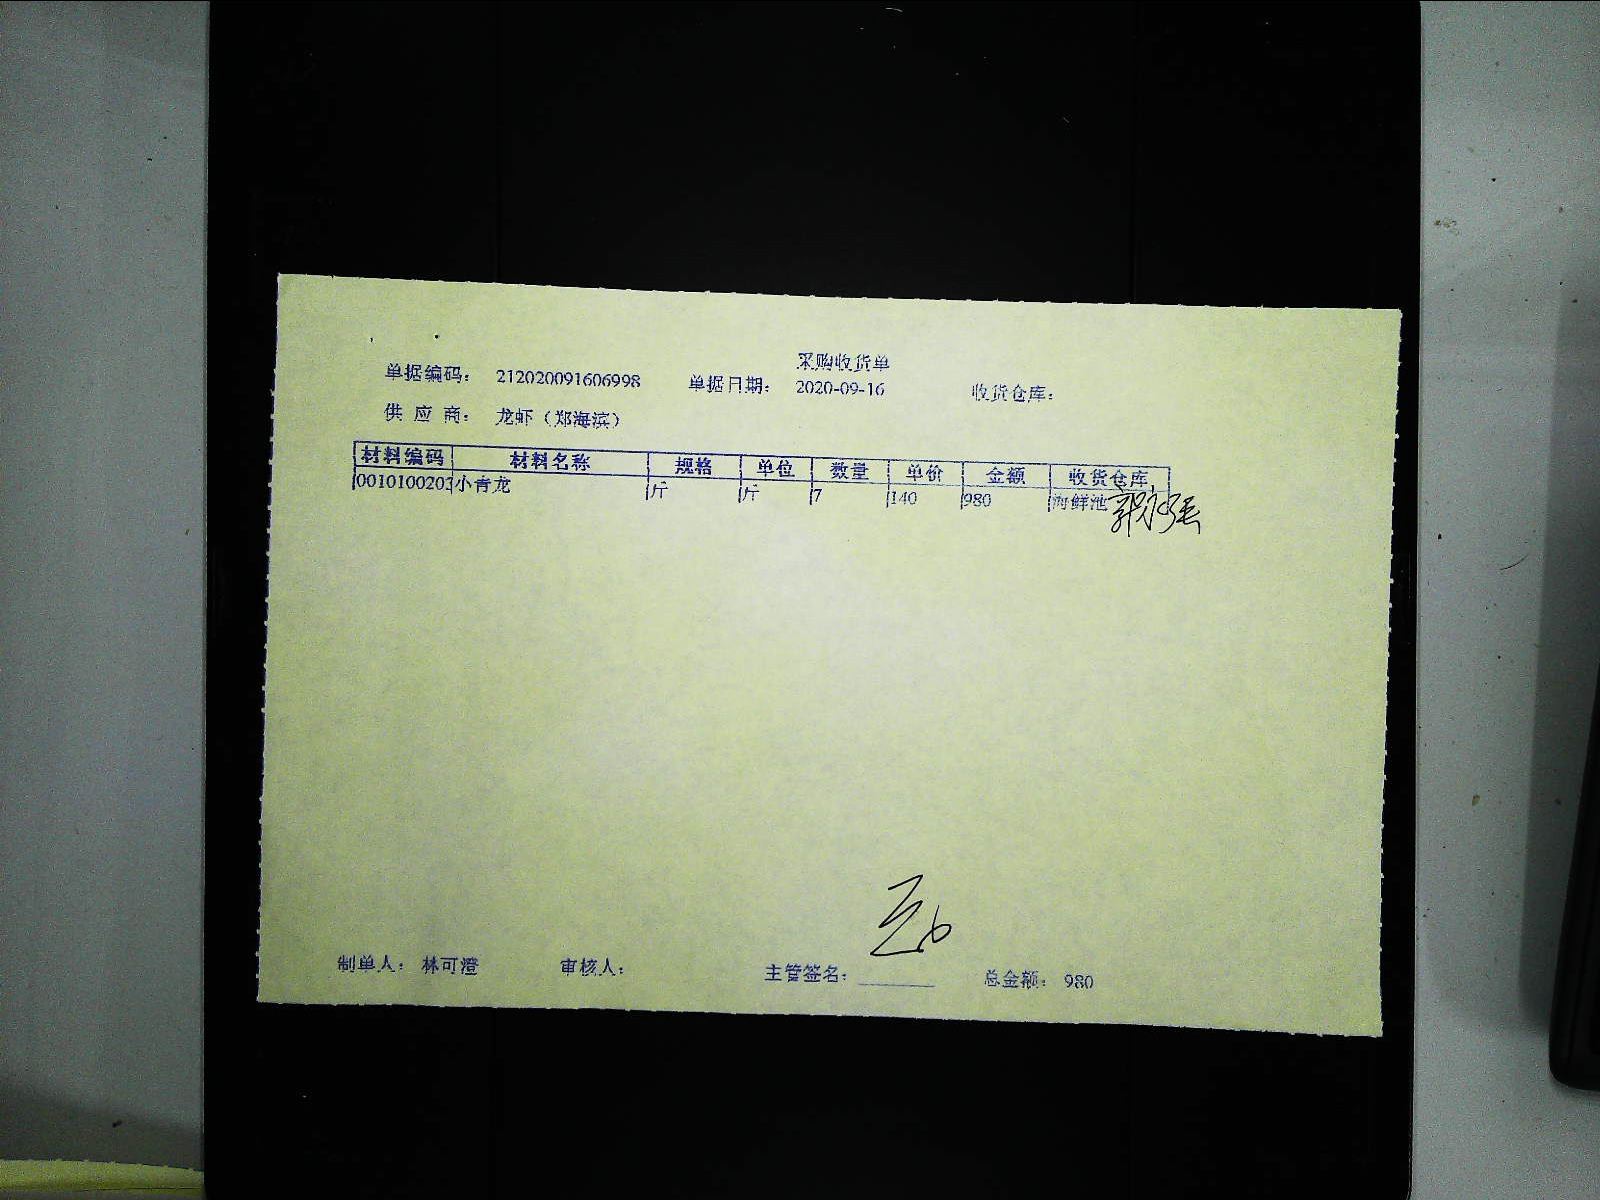 采购收货单
单据编码： 212020091606998 单据日期： 2020-09-16 收货仓库：
供 应 商： 龙虾（郑海滨）
材料编码 材料名称 规格 单位 数量 单价 金额 收货仓库
0010100203 小青龙 斤 斤 7 140 980 海鲜池
制单人： 林可澄 审核人： 主管签名： 总金额： 980